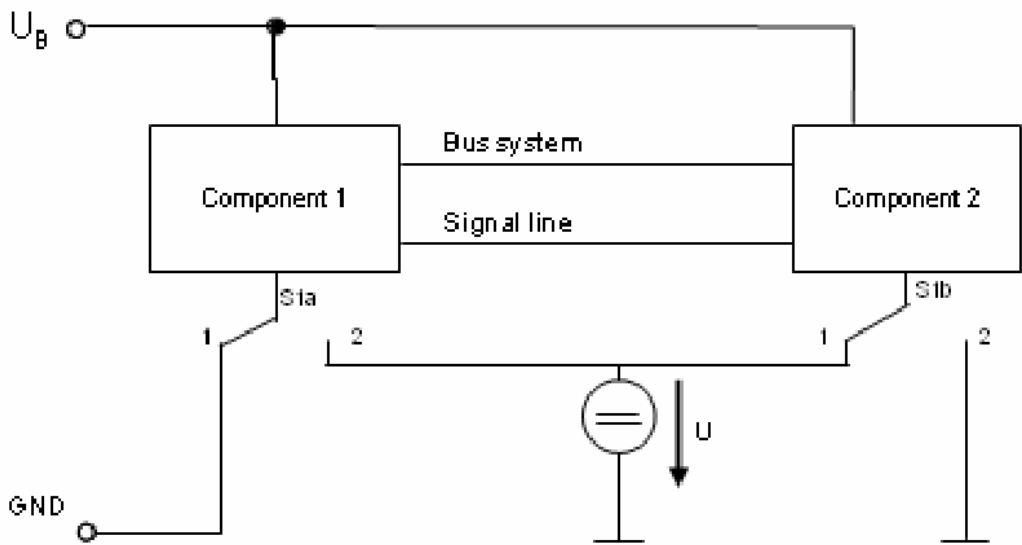 U_B
Bus system
Component 1
Component 2
Signal line
S1a
S1b
1
2
1
2
U
GND